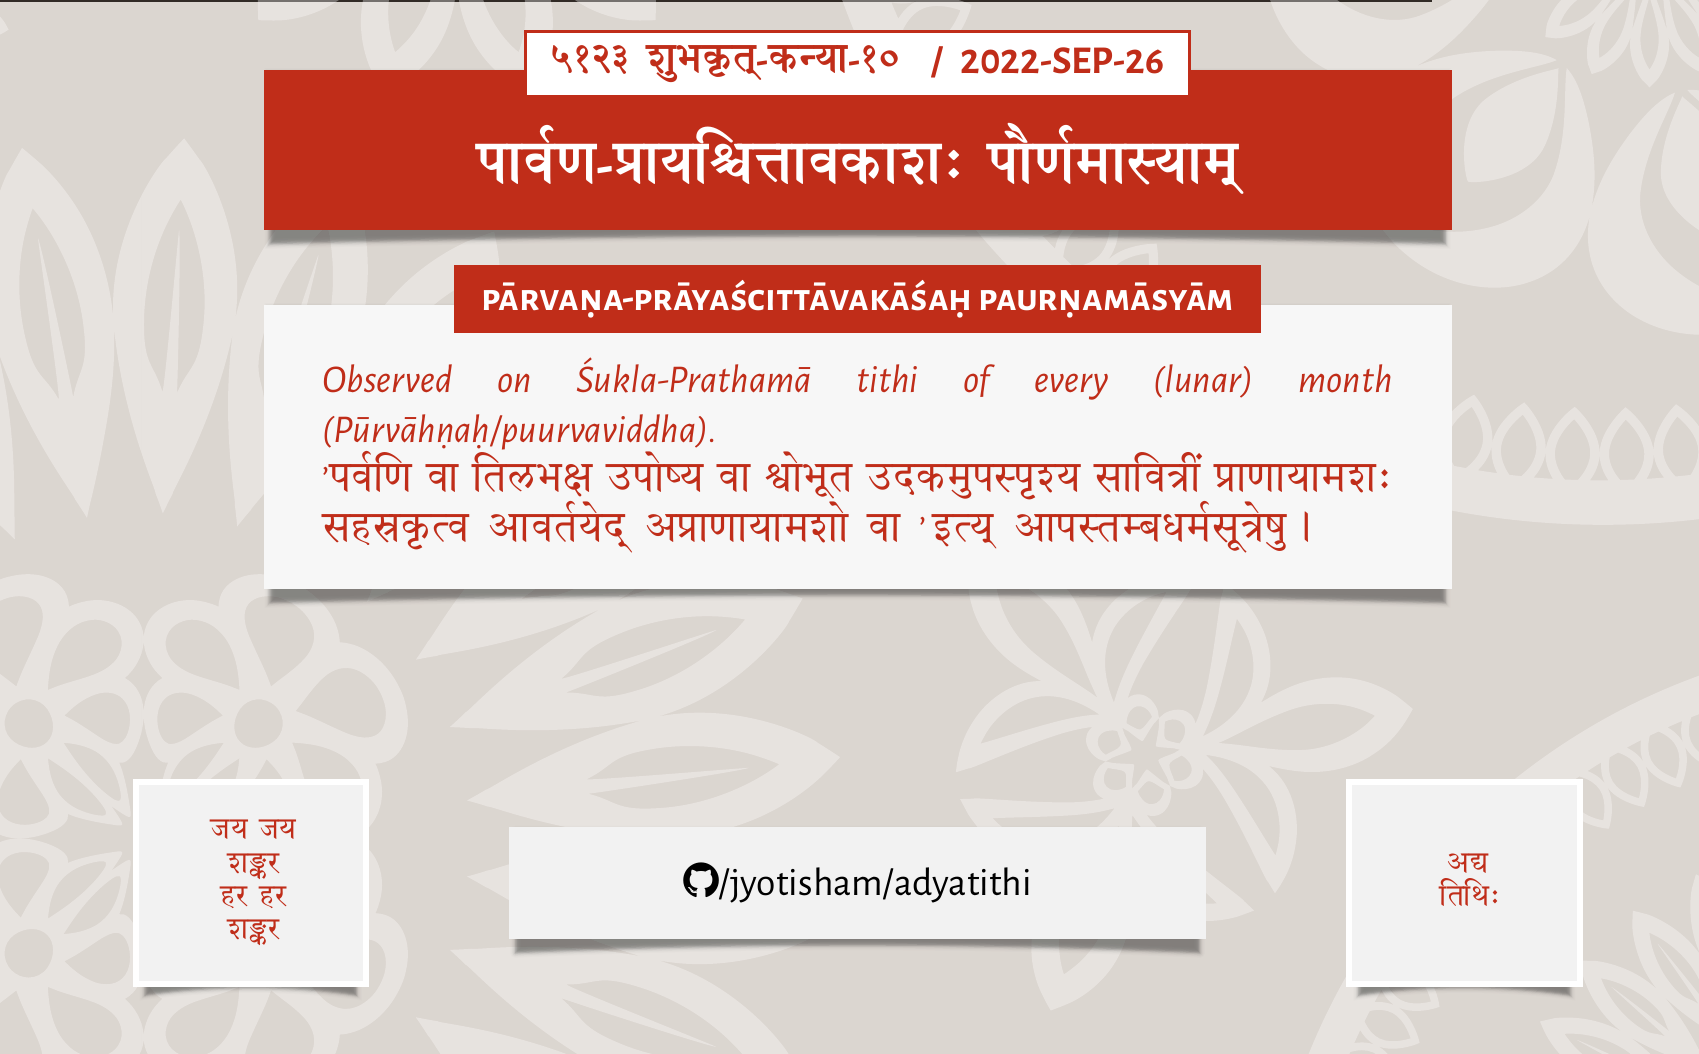 ५१२३ शुभकृत्-कन्या-१० / 2022-SEP-26
पार्वण-प्रायश्चित्तावकाशः पौर्णमास्याम्
PĀRVAṆA-PRĀYAŚCITTĀVAKĀŚAḤ PAURṆAMĀSYĀM
Observed on Śukla-Prathamā tithi of every (lunar) month
(Pūrvāhṇaḥ/puurvaviddha).
’पर्वणि वा तिलभक्ष उपोष्य वा श्वोभूत उदकमुपस्पृश्य सावित्रीं प्राणायामशः
सहस्रकृत्व आवर्तयेद् अप्राणायामशो वा ’इत्य् आपस्तम्बधर्मसूत्रेषु।
जय जय
शङ्कर
हर हर
शङ्कर
/jyotisham/adyatithi
अद्य
तिथिः